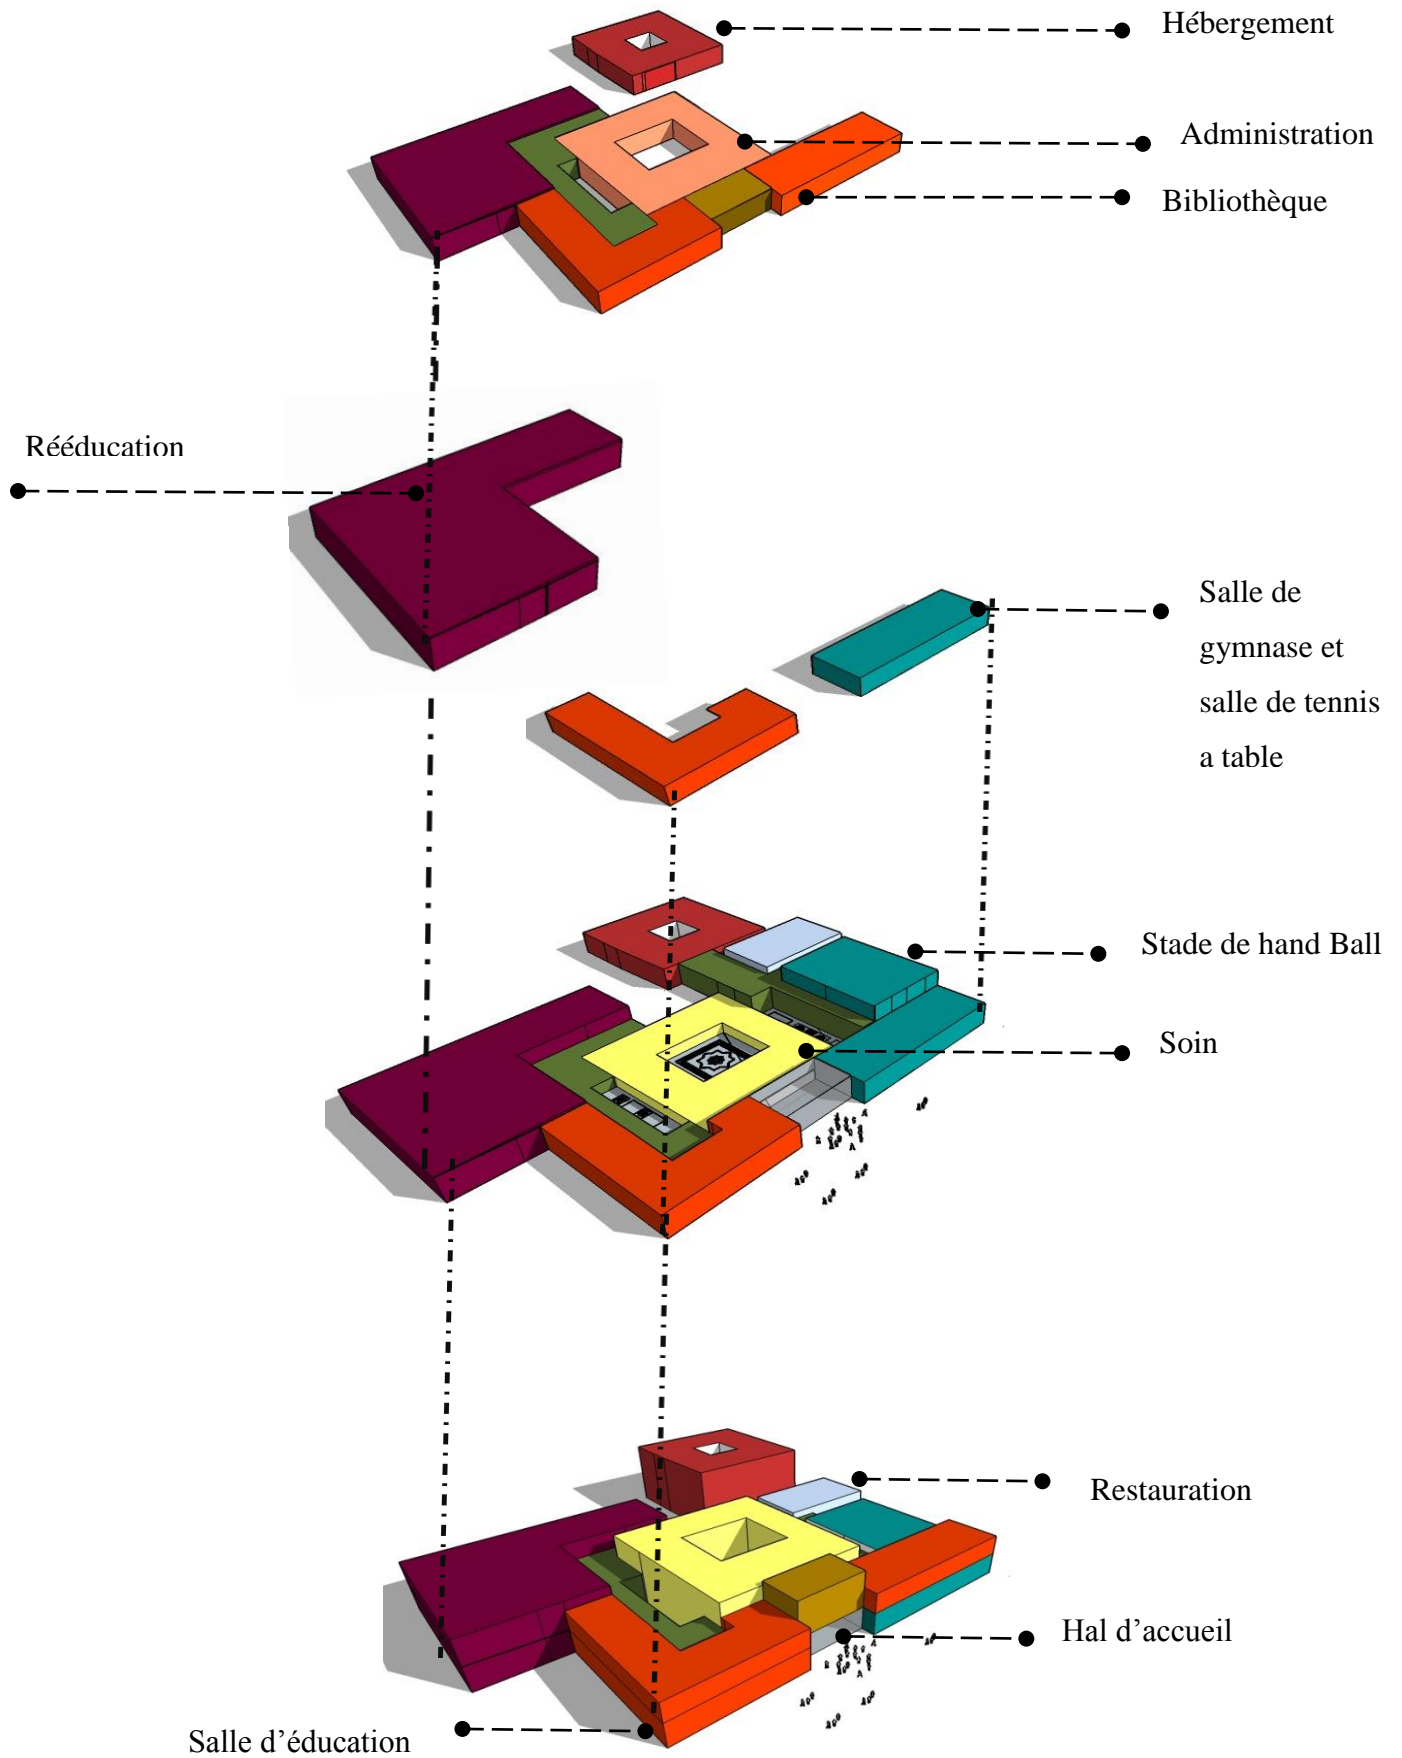 Hébergement
Administration
Bibliothèque
Rééducation
Salle de
gymnase et
salle de tennis
a table
Stade de hand Ball
Soin
Restauration
Hal d’accueil
Salle d’éducation